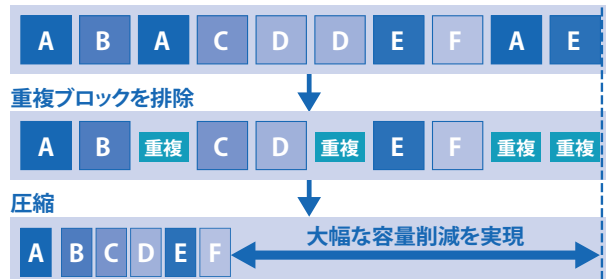 A B A C D D E F A E
重複ブロックを排除
A B 重複 C D 重複 E F 重複 重複
圧縮
A B C D E F 大幅な容量削減を実現